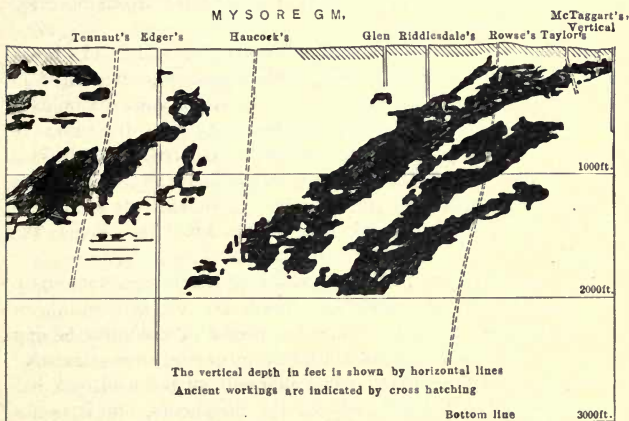 MYSORE GM,
McTaggart's,
Vertical
Tennaut's Edger's Haucock's Glen Riddlesdale's Rowse's Taylor's
1000ft.
2000ft.
The vertical depth in feet is shown by horizontal lines
Ancient workings are indicated by cross hatching
Bottom line 3000ft.